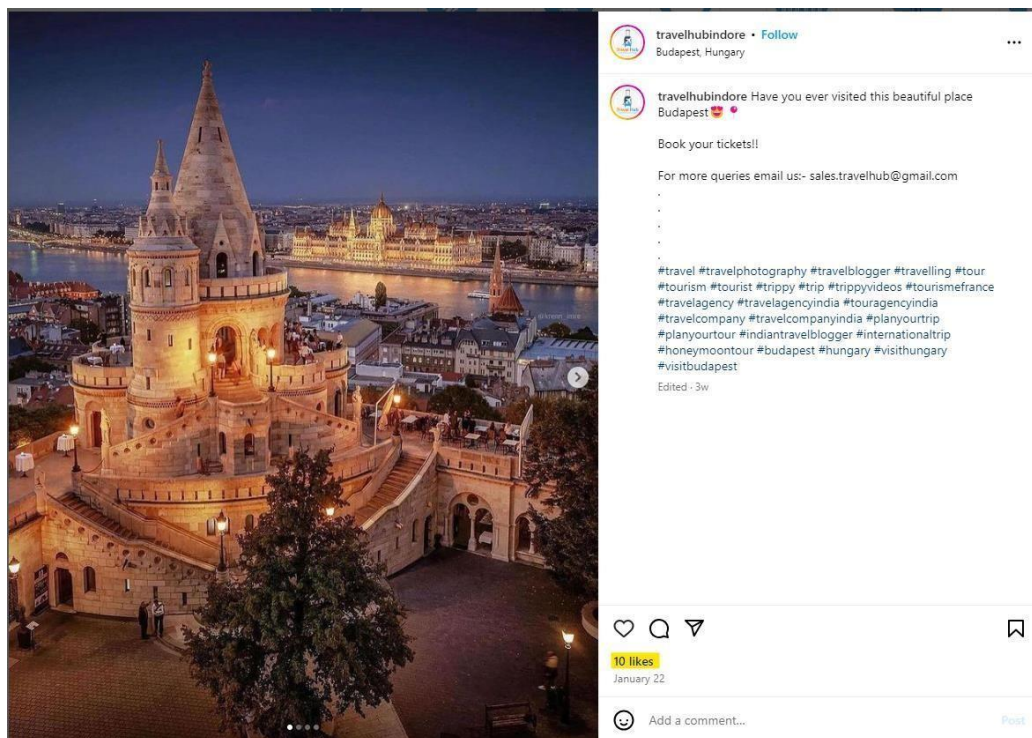 travelhubindore • Follow
Budapest, Hungary
travelhubindore Have you ever visited this beautiful place
Budapest😍📍
Book your tickets!!
For more queries email us:- sales.travelhub@gmail.com
.
.
.
.
.
#travel #travelphotography #travelblogger #travelling #tour
#tourism #tourist #trippy #trip #trippyvideos #tourismefrance
#travelagency #travelagencyindia #touragencyindia
#travelcompany #travelcompanyindia #planyourtrip
#planyourtour #indiantravelblogger #internationaltrip
#honeymoontour #budapest #hungary #visithungary
#visitbudapest
Edited · 3w
10 likes
January 22
Add a comment...
Post